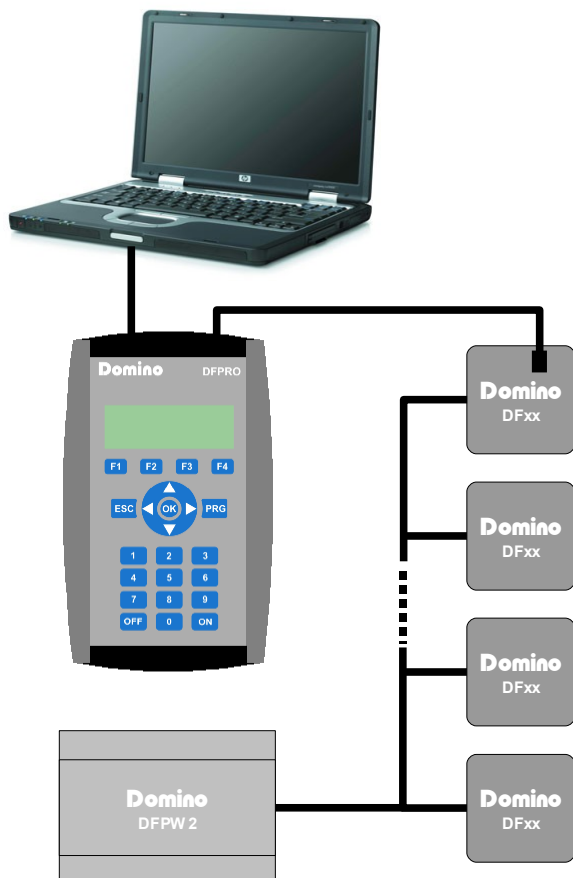 hp
Domino DFPRO
F1 F2 F3 F4
ESC OK PRG
1 2 3
4 5 6
7 8 9
OFF 0 ON
Domino
DFxx
Domino
DFxx
Domino
DFxx
Domino
DFPW 2
Domino
DFxx